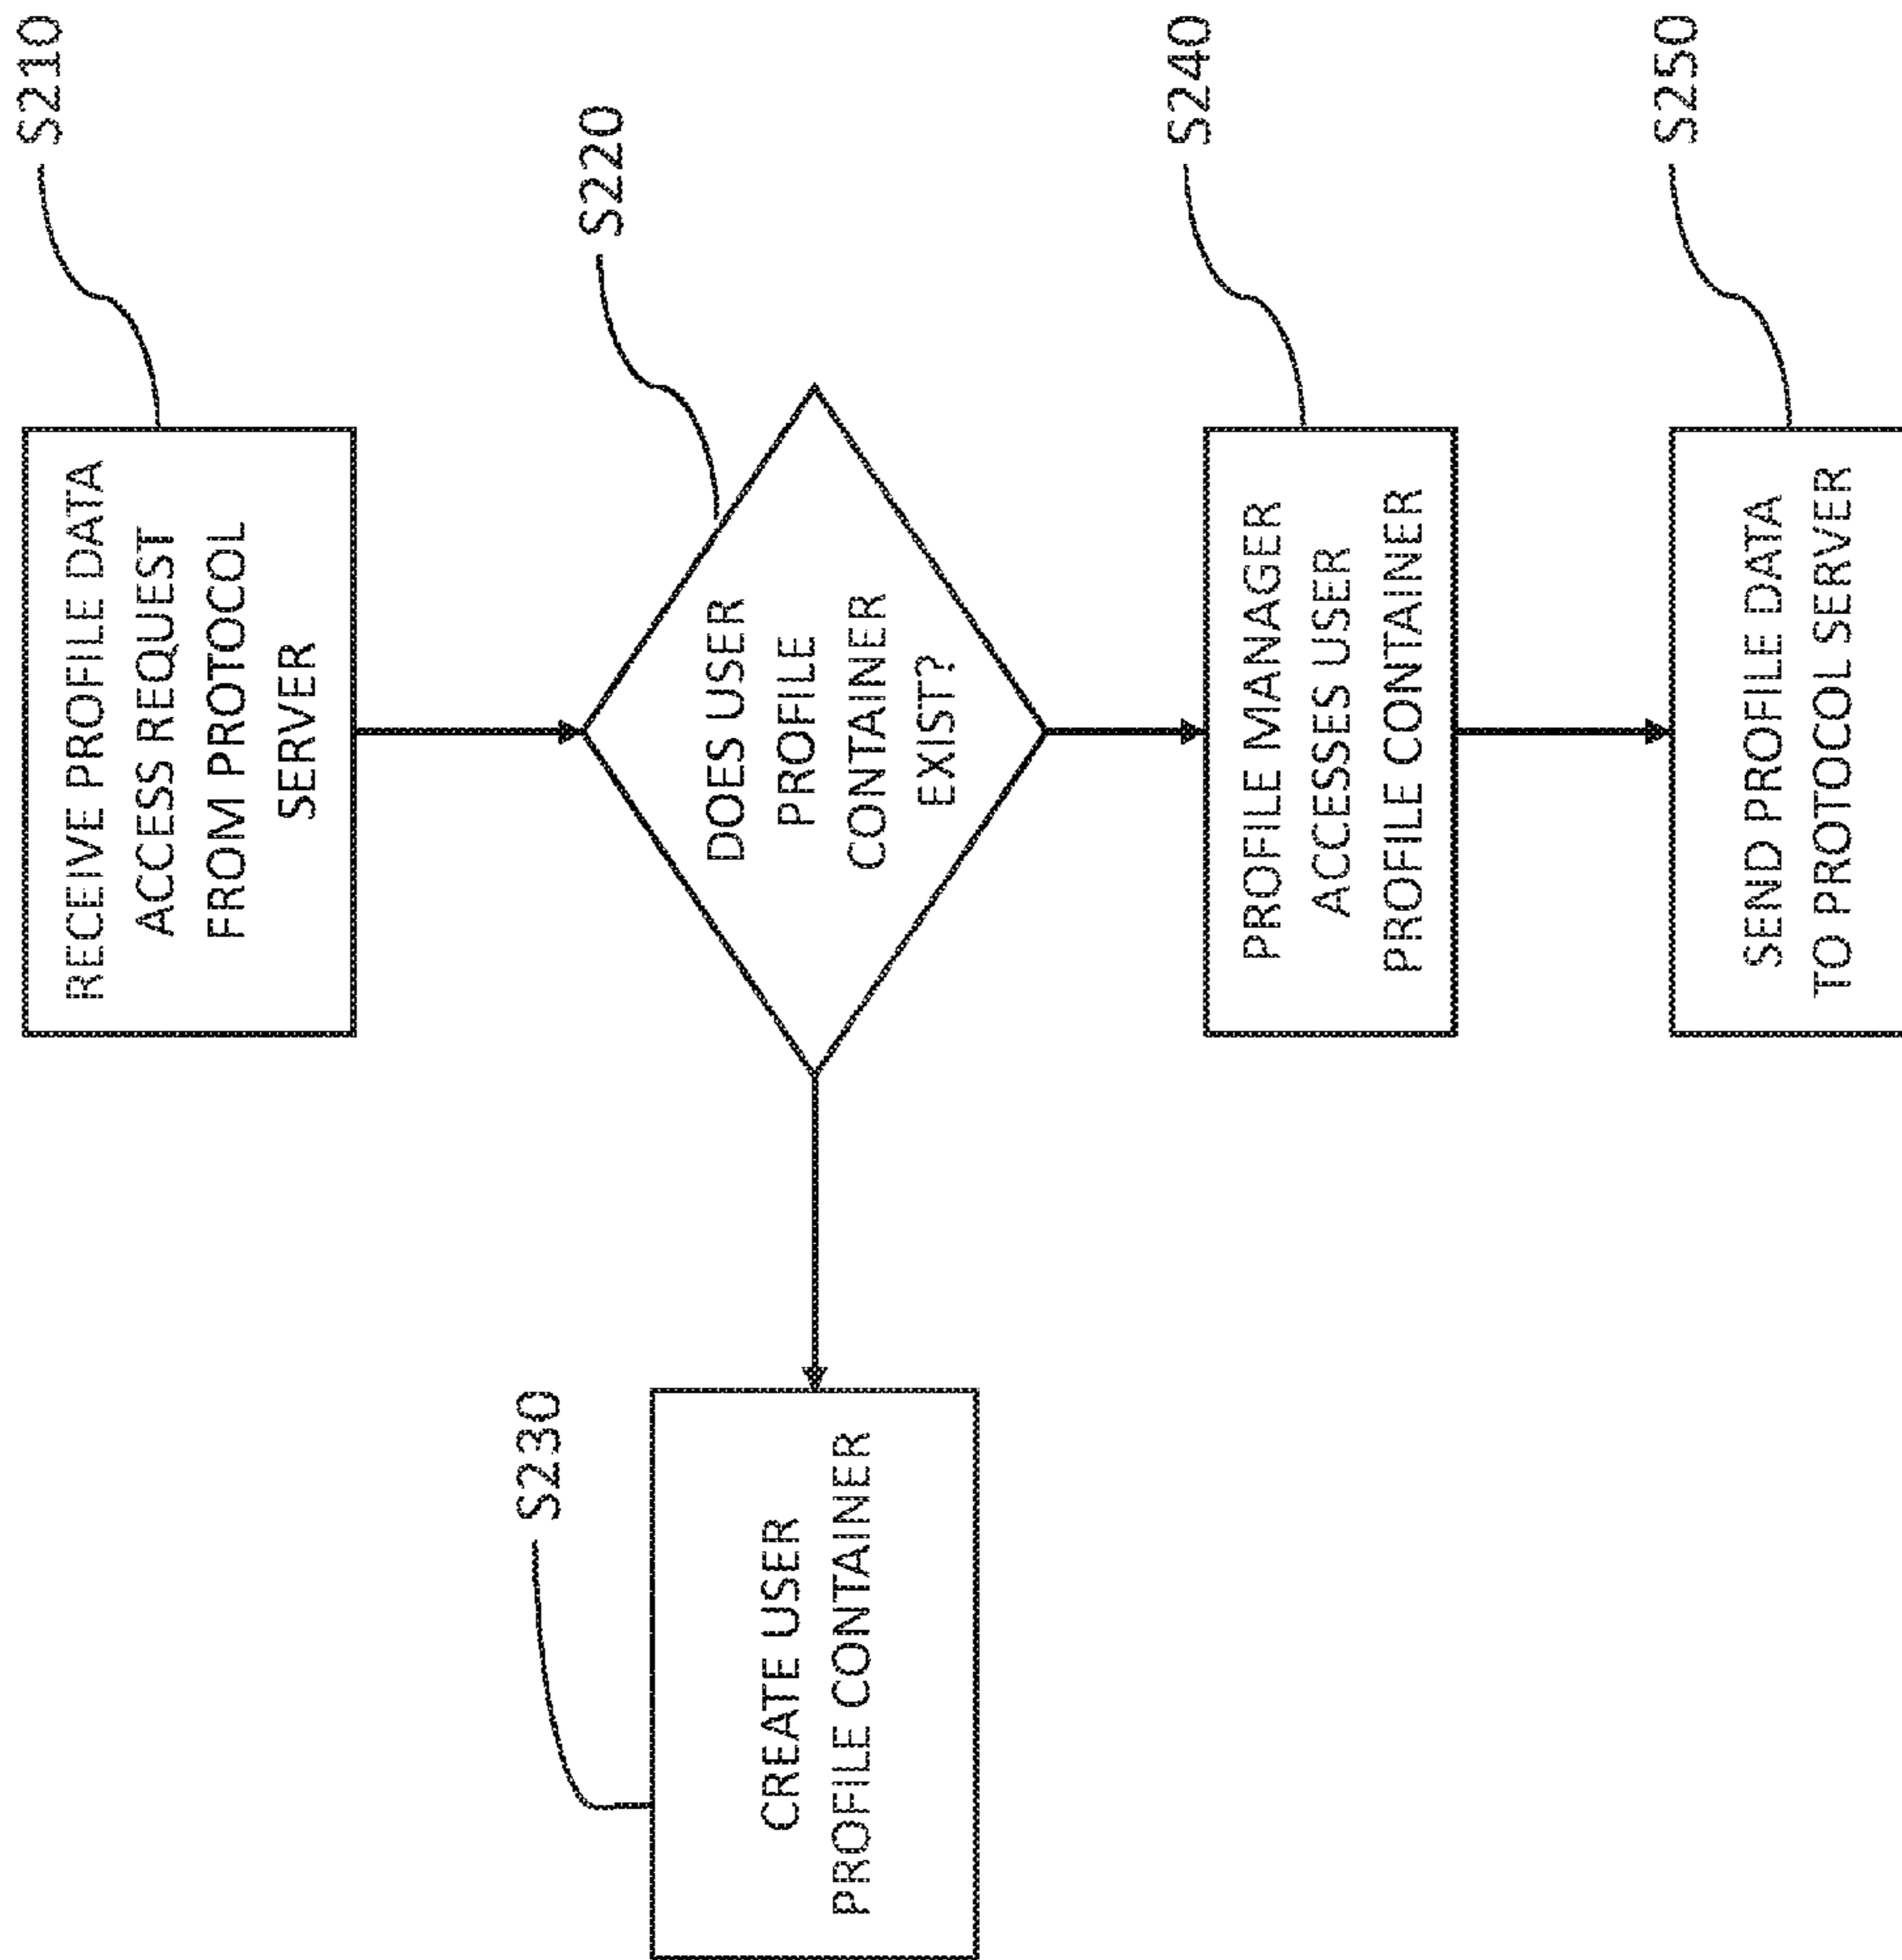 RECEIVE PROFILE DATA
ACCESS REQUEST
FROM PROTOCOL
SERVER
S210
DOES USER
PROFILE
CONTAINER
EXIST?
S220
CREATE USER
PROFILE CONTAINER
S230
PROFILE MANAGER
ACCESSES USER
PROFILE CONTAINER
S240
SEND PROFILE DATA
TO PROTOCOL SERVER
S250